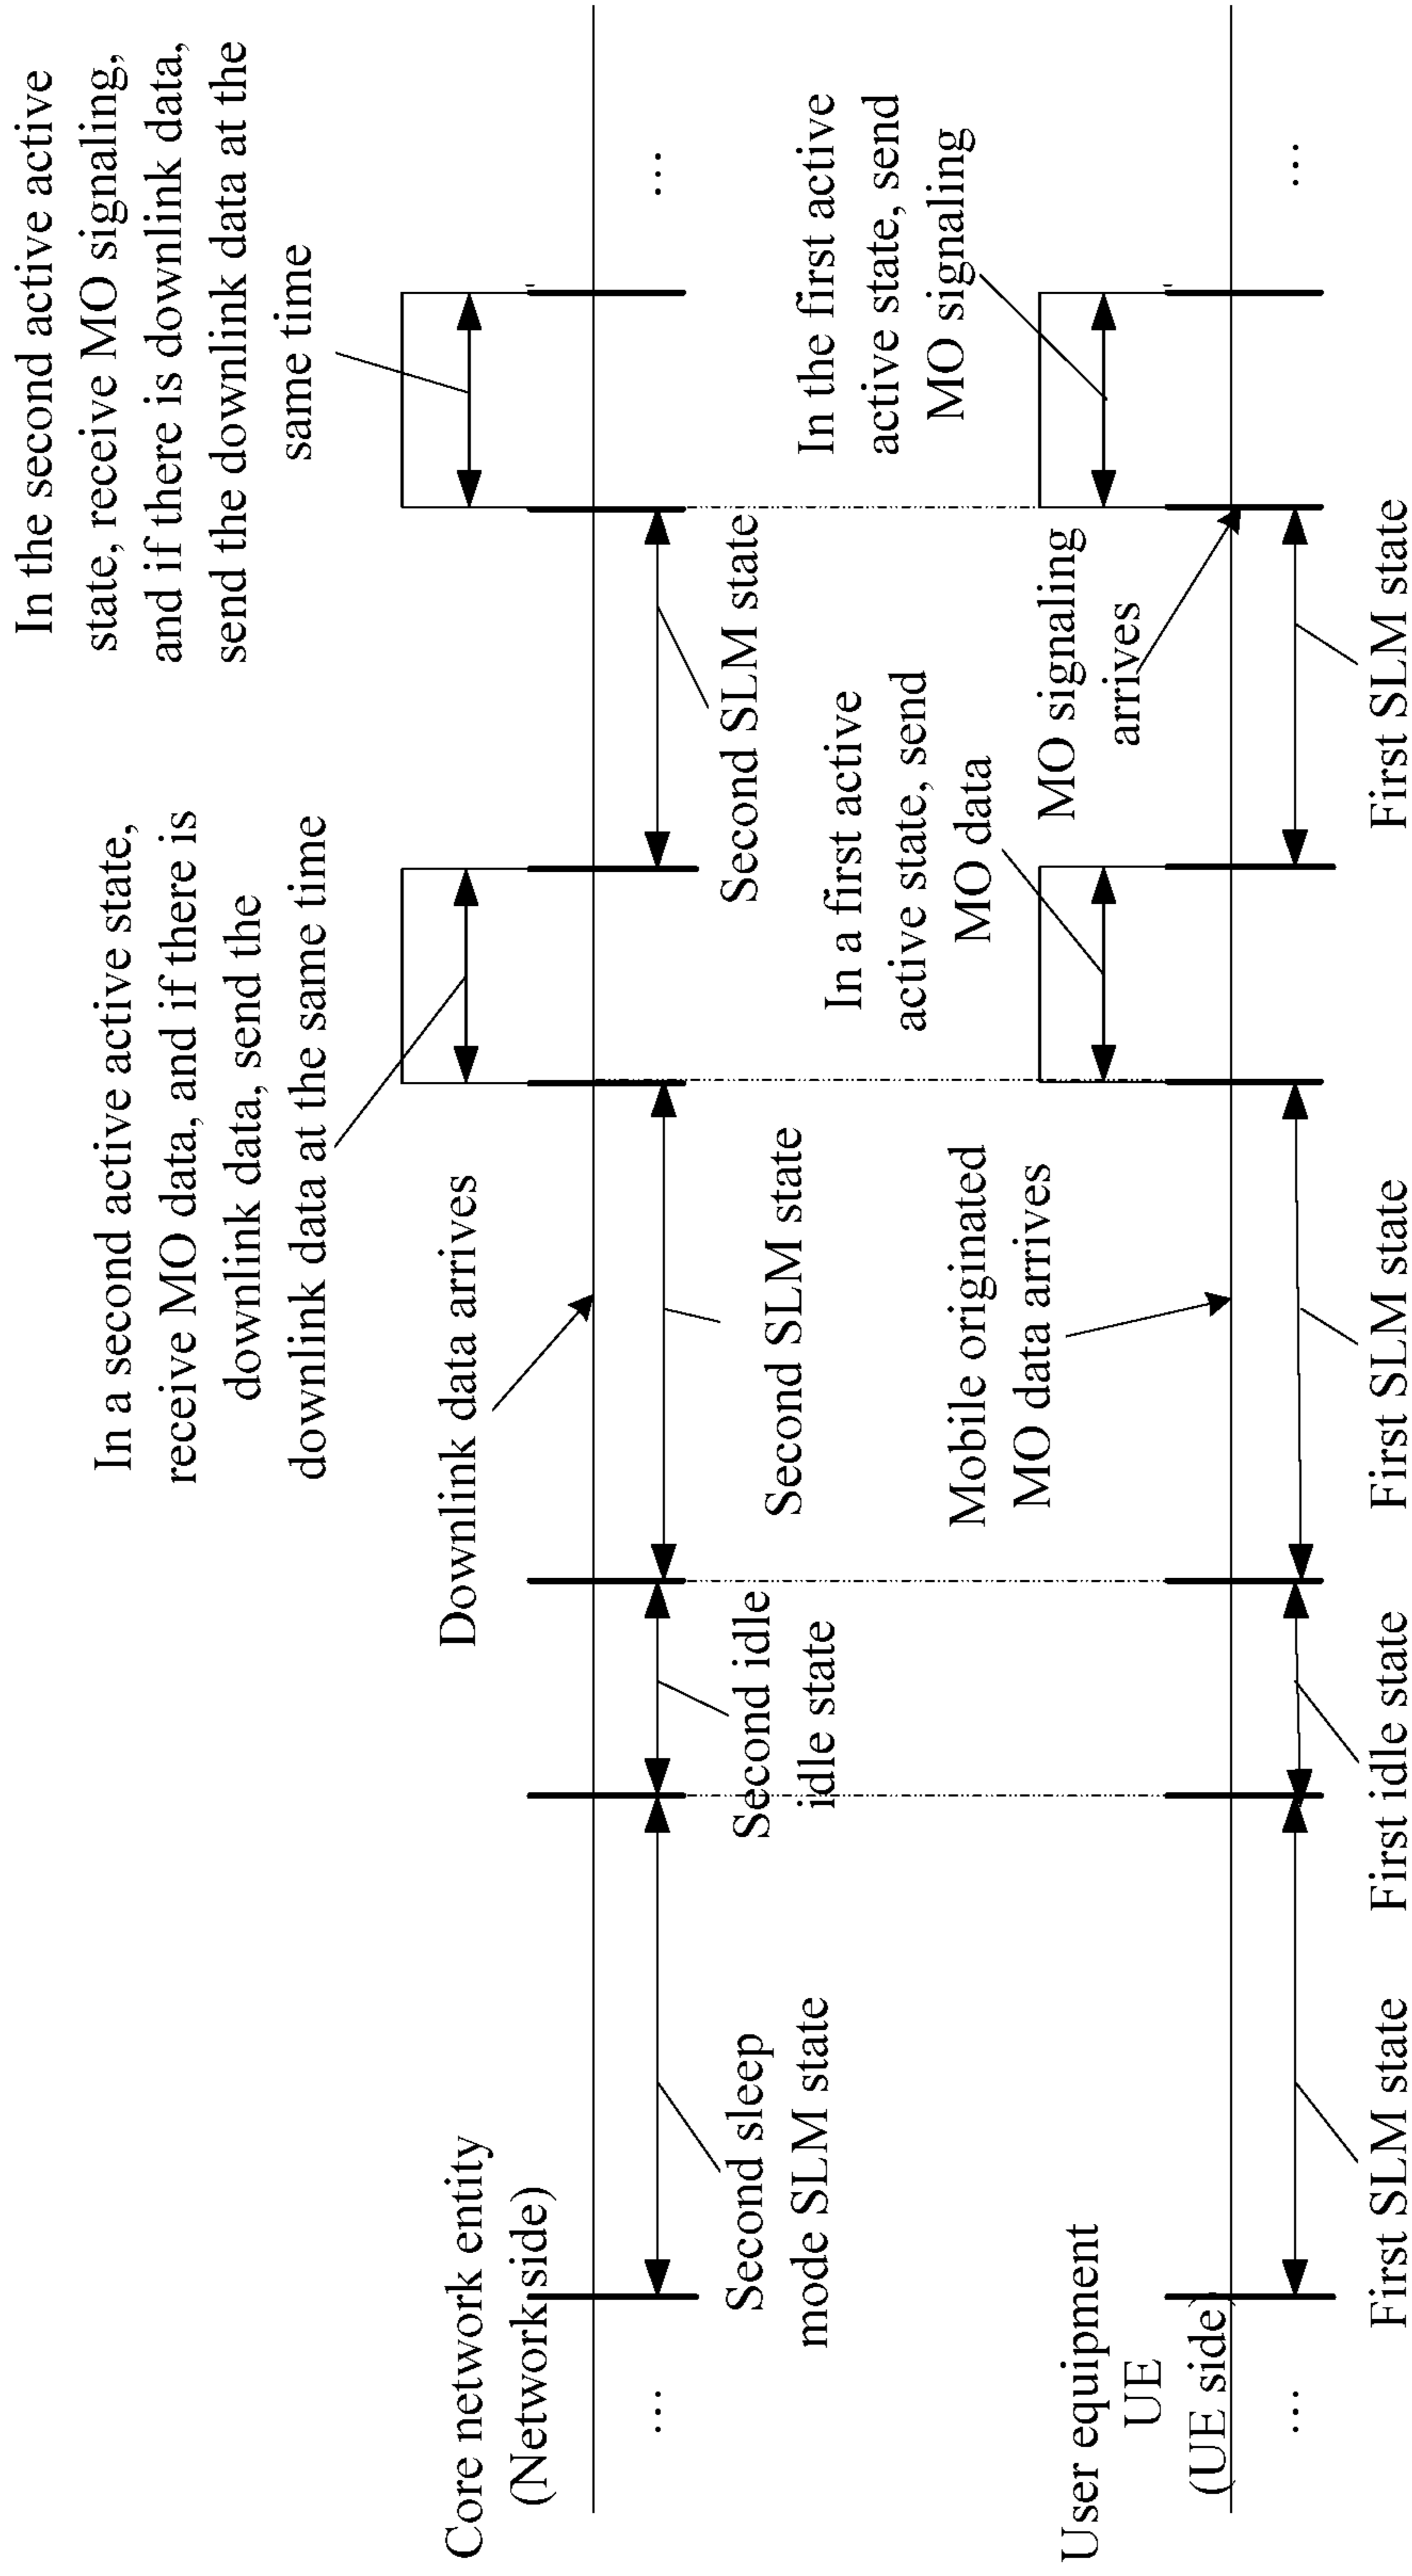 In a second active active state,
receive MO data, and if there is
downlink data, send the
downlink data at the same time
In the second active active
state, receive MO signaling,
and if there is downlink data,
send the downlink data at the
same time
Core network entity
(Network side)
Downlink data arrives
...
Second sleep
mode SLM state
Second idle
idle state
Second SLM state
Second SLM state
...
User equipment
UE
(UE side)
Mobile originated
MO data arrives
In a first active
active state, send
MO data
MO signaling
arrives
In the first active
active state, send
MO signaling
...
First SLM state
First idle state
First SLM state
First SLM state
...